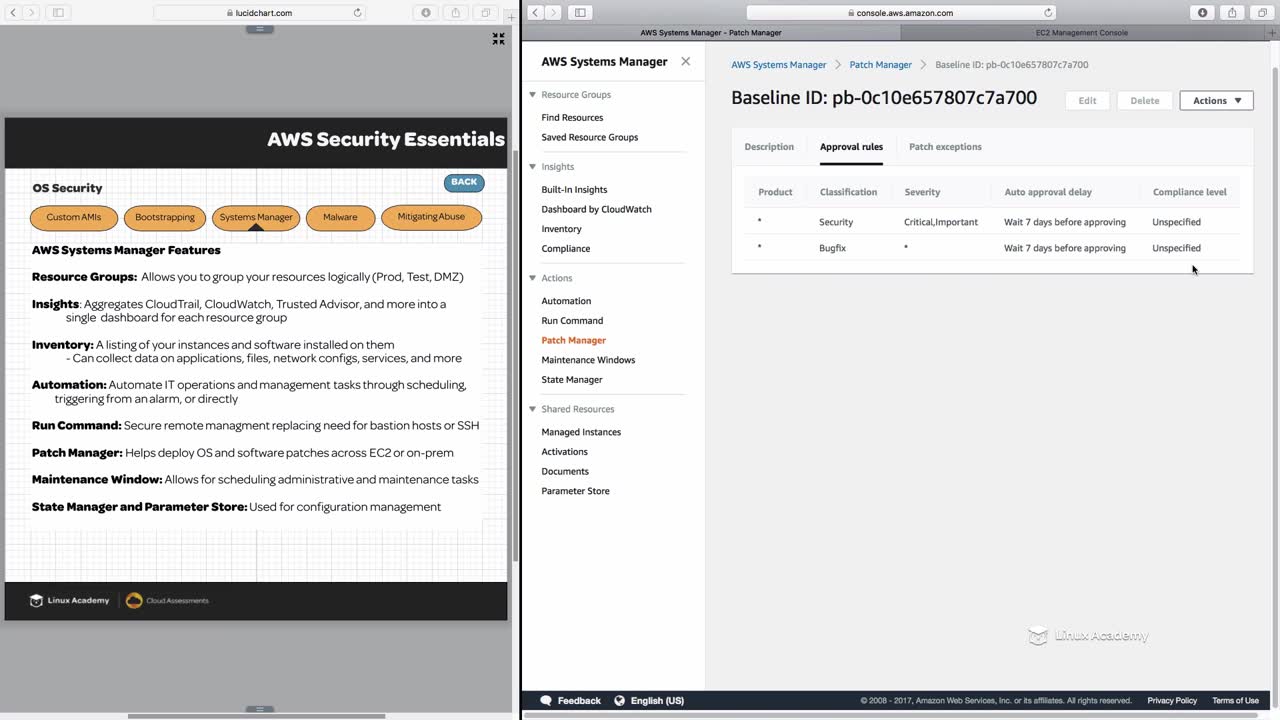 lucidchart.com
AWS Security Essentials
OS Security
BACK
Custom AMIs
Bootstrapping
Systems Manager
Malware
Mitigating Abuse
AWS Systems Manager Features
Resource Groups: Allows you to group your resources logically (Prod, Test, DMZ)
Insights: Aggregates CloudTrail, CloudWatch, Trusted Advisor, and more into a
single dashboard for each resource group
Inventory: A listing of your instances and software installed on them
- Can collect data on applications, files, network configs, services, and more
Automation: Automate IT operations and management tasks through scheduling,
triggering from an alarm, or directly
Run Command: Secure remote managment replacing need for bastion hosts or SSH
Patch Manager: Helps deploy OS and software patches across EC2 or on-prem
Maintenance Window: Allows for scheduling administrative and maintenance tasks
State Manager and Parameter Store: Used for configuration management
Linux Academy
Cloud Assessments
console.aws.amazon.com
AWS Systems Manager - Patch Manager
EC2 Management Console
AWS Systems Manager
Resource Groups
Find Resources
Saved Resource Groups
Insights
Built-In Insights
Dashboard by CloudWatch
Inventory
Compliance
Actions
Automation
Run Command
Patch Manager
Maintenance Windows
State Manager
Shared Resources
Managed Instances
Activations
Documents
Parameter Store
AWS Systems Manager > Patch Manager > Baseline ID: pb-0c10e657807c7a700
Baseline ID: pb-0c10e657807c7a700
Edit
Delete
Actions
Description
Approval rules
Patch exceptions
Product Classification Severity Auto approval delay Compliance level
* Security Critical,Important Wait 7 days before approving Unspecified
* Bugfix * Wait 7 days before approving Unspecified
Linux Academy
Feedback
English (US)
© 2008 - 2017, Amazon Web Services, Inc. or its affiliates. All rights reserved.
Privacy Policy
Terms of Use